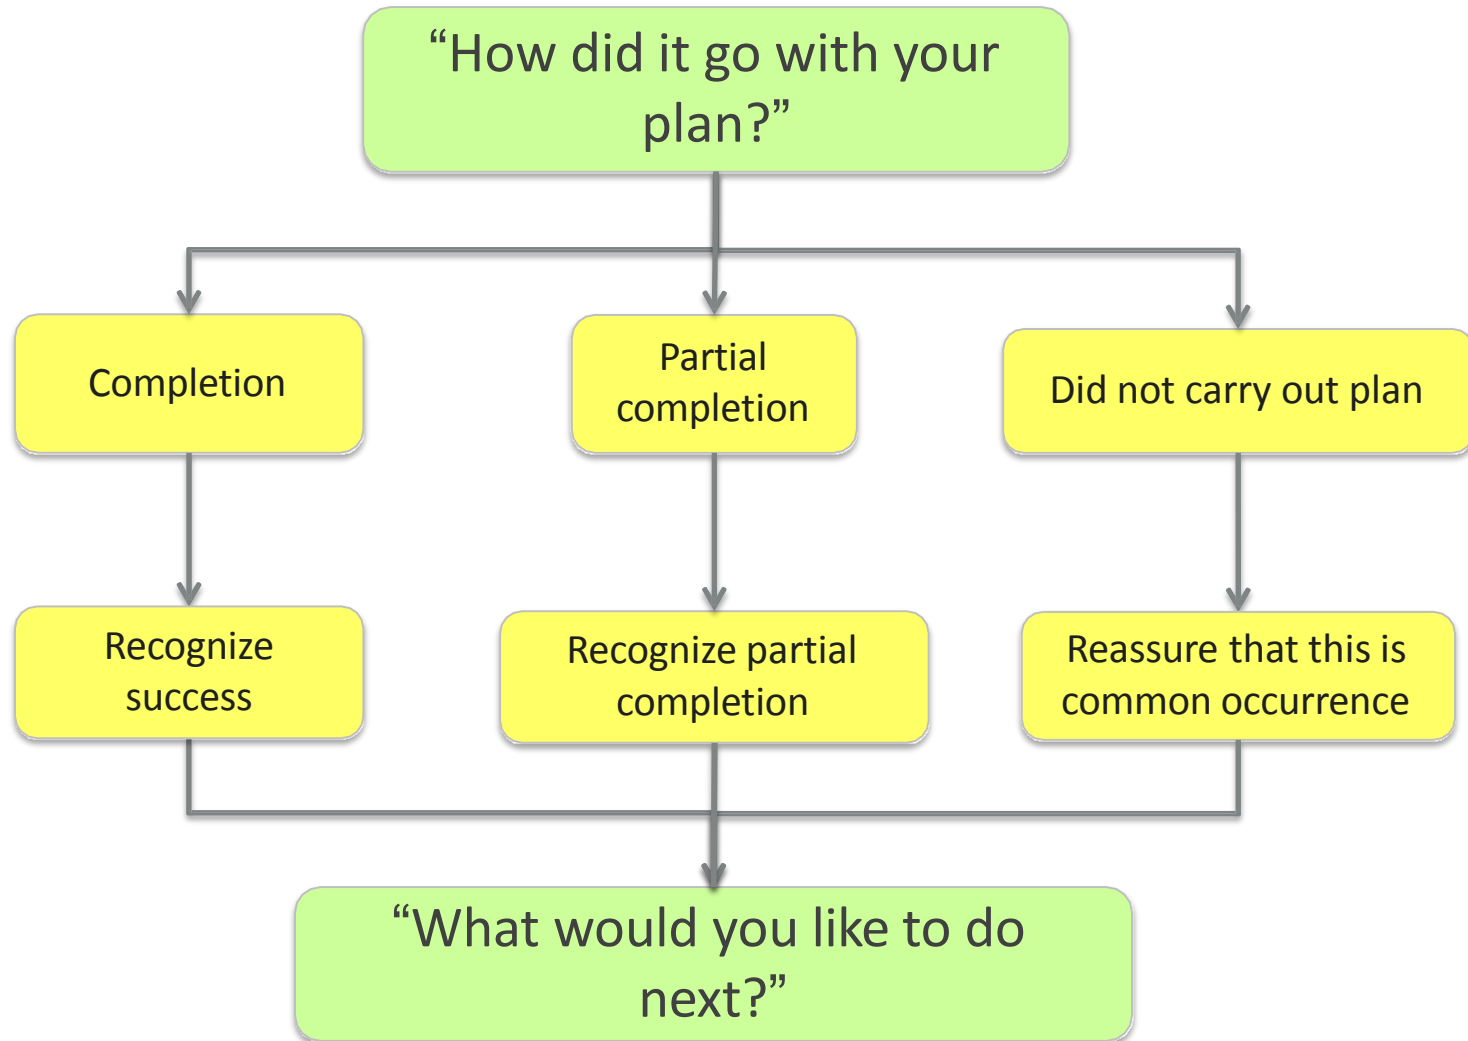 “How did it go with your
plan?”
Completion
Partial
completion
Did not carry out plan
Recognize
success
Recognize partial
completion
Reassure that this is
common occurrence
“What would you like to do
next?”